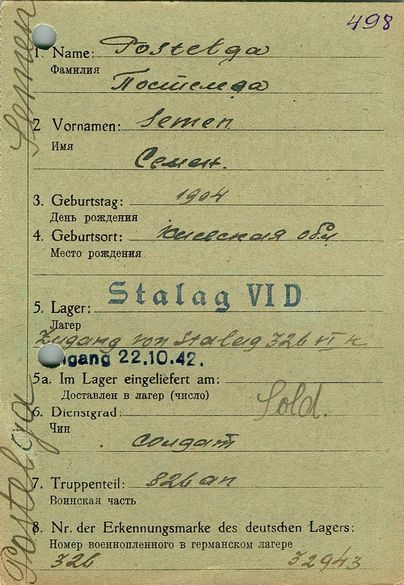 498
1. Name: Postelga
Фамилия
Постелга
2 Vornamen: Semen
Имя
Семен.
3. Geburtstag: 1904
День рождения
4. Geburtsort: Киевская обл
Место рождения
Stalag VI D
5. Lager:
Лагерь
Zugang von Stalag 326 VI K
ngang 22.10.42.
5a. Im Lager eingeliefert am:
Доставлен в лагер (число)
6. Dienstgrad: Sold.
Чин
солдат
7. Truppenteil: 826 ап
Воинская часть
8. Nr. der Erkennungsmarke des deutschen Lagers:
Номер военнопленного в германском лагере
326 32943
Postelga Semen